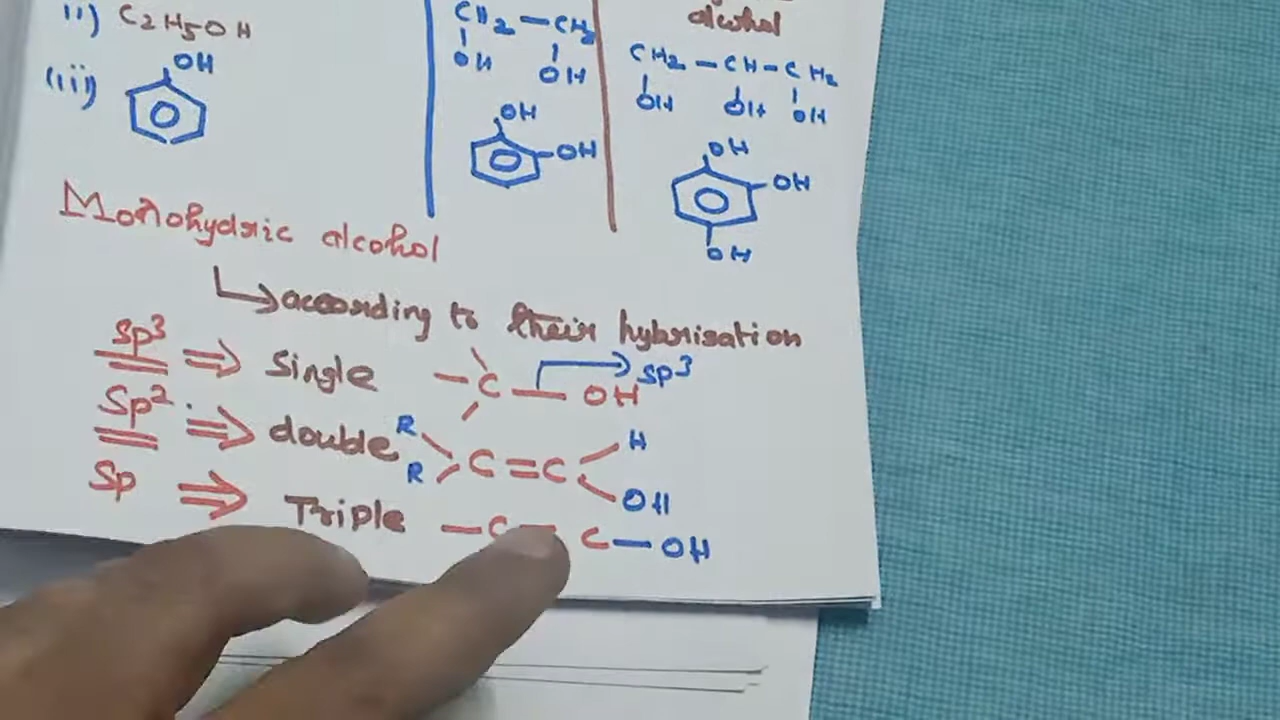 ii) C2H5OH
(iii) OH
CH2 – CH2
OH OH
OH
OH
alcohol
CH2 – CH – CH2
OH OH OH
OH
OH
OH
Monohydric alcohol
according to their hybrisation
Sp3 ⇒ Single – C – OH sp3
Sp2 ⇒ double R R C = C H OH
Sp ⇒ Triple – C C – OH